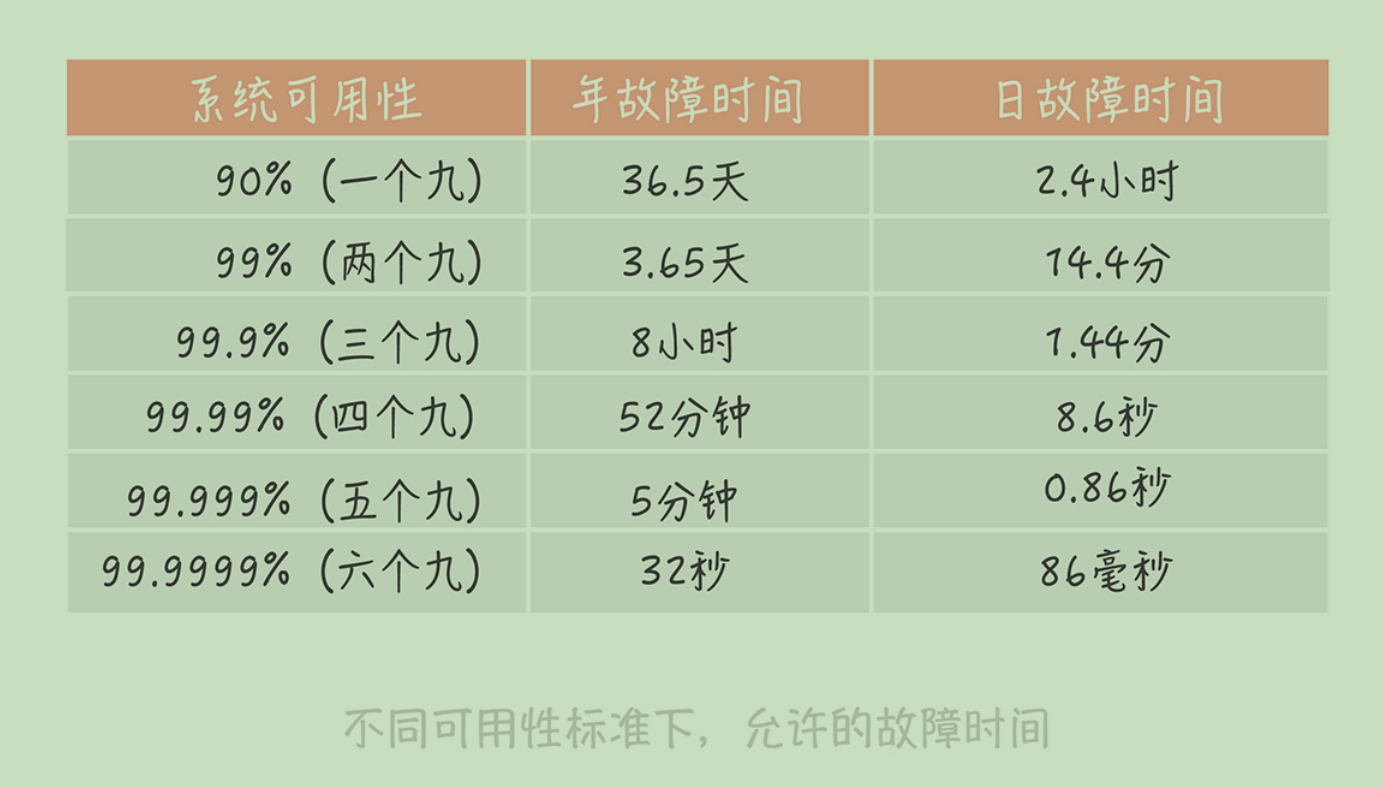 系统可用性 年故障时间 日故障时间
90%（一个九） 36.5天 2.4小时
99%（两个九） 3.65天 14.4分
99.9%（三个九） 8小时 1.44分
99.99%（四个九） 52分钟 8.6秒
99.999%（五个九） 5分钟 0.86秒
99.9999%（六个九） 32秒 86毫秒
不同可用性标准下，允许的故障时间